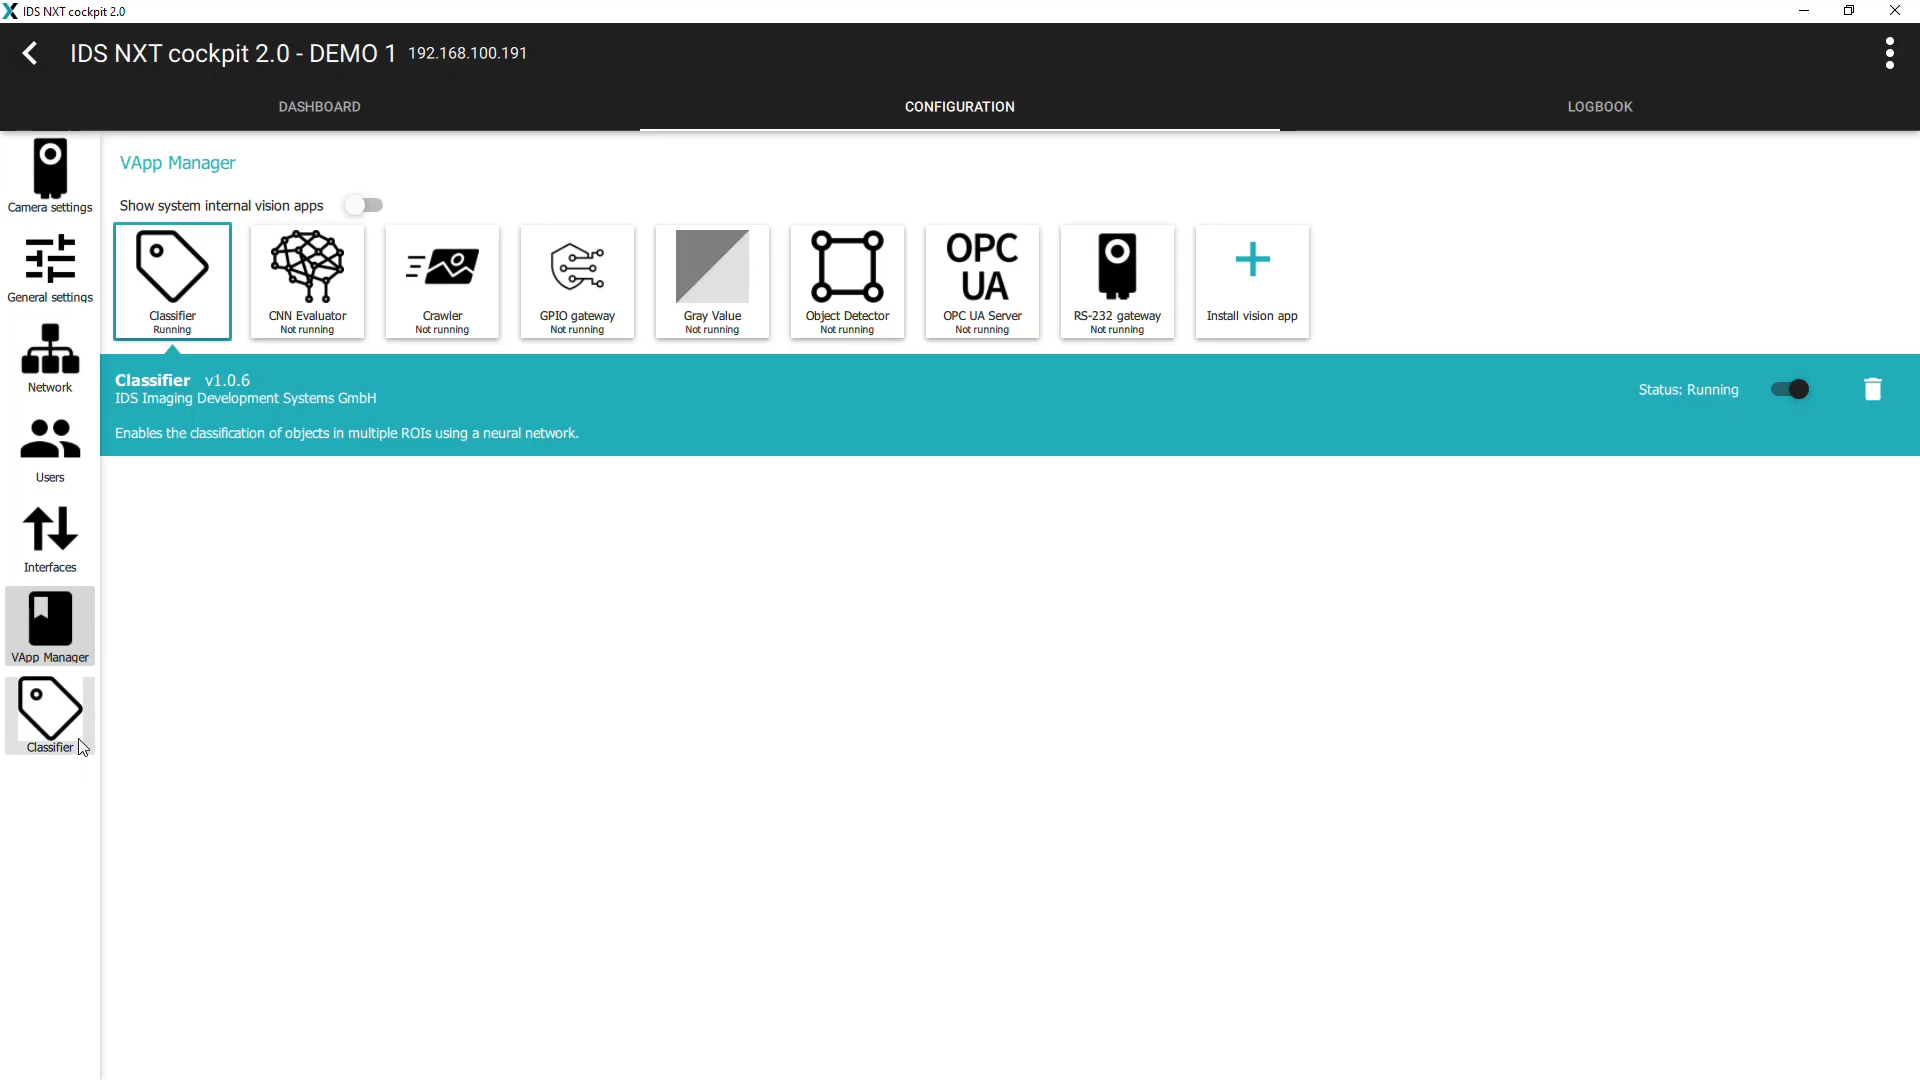 IDS NXT cockpit 2.0
IDS NXT cockpit 2.0 - DEMO 1 192.168.100.191
DASHBOARD
CONFIGURATION
LOGBOOK
Camera settings
General settings
Network
Users
Interfaces
VApp Manager
Classifier
VApp Manager
Show system internal vision apps
Classifier
Running
CNN Evaluator
Not running
Crawler
Not running
GPIO gateway
Not running
Gray Value
Not running
Object Detector
Not running
OPC
UA
OPC UA Server
Not running
RS-232 gateway
Not running
Install vision app
Classifier v1.0.6
IDS Imaging Development Systems GmbH
Enables the classification of objects in multiple ROIs using a neural network.
Status: Running